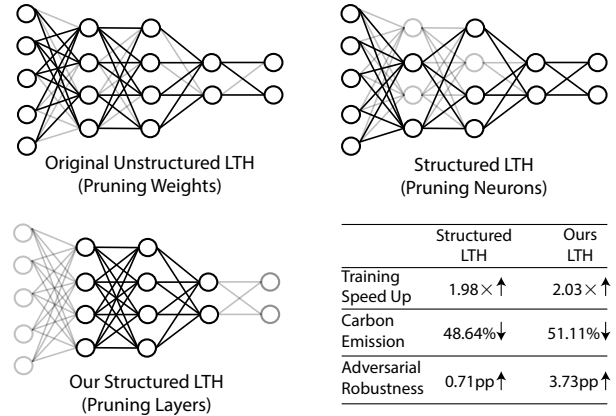 Original Unstructured LTH
(Pruning Weights)
Structured LTH
(Pruning Neurons)
Our Structured LTH
(Pruning Layers)
Structured LTH Ours LTH
Training Speed Up 1.98×↑ 2.03×↑
Carbon Emission 48.64%↓ 51.11%↓
Adversarial Robustness 0.71pp↑ 3.73pp↑